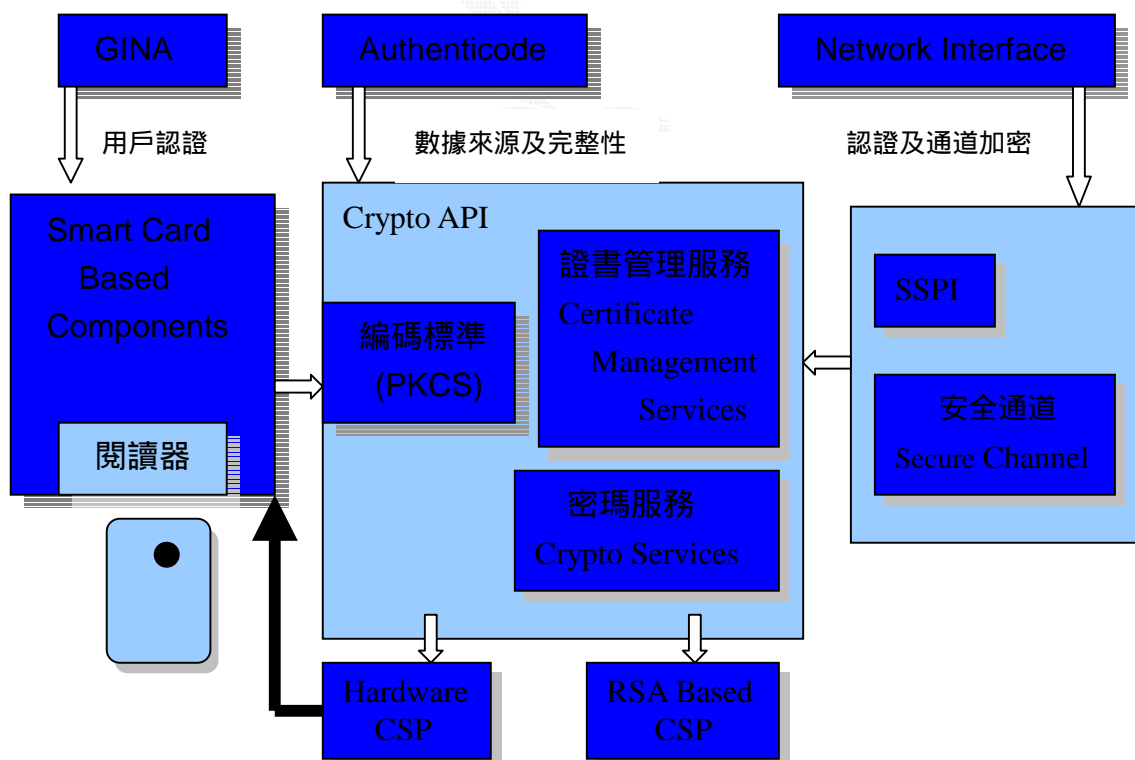 GINA
Authenticode
Network Interface
用戶認證
數據來源及完整性
認證及通道加密
Smart Card
Based
Components
閱讀器
Crypto API
編碼標準
(PKCS)
證書管理服務
Certificate
Management
Services
密瑪服務
Crypto Services
SSPI
安全通道
Secure Channel
Hardware
CSP
RSA Based
CSP